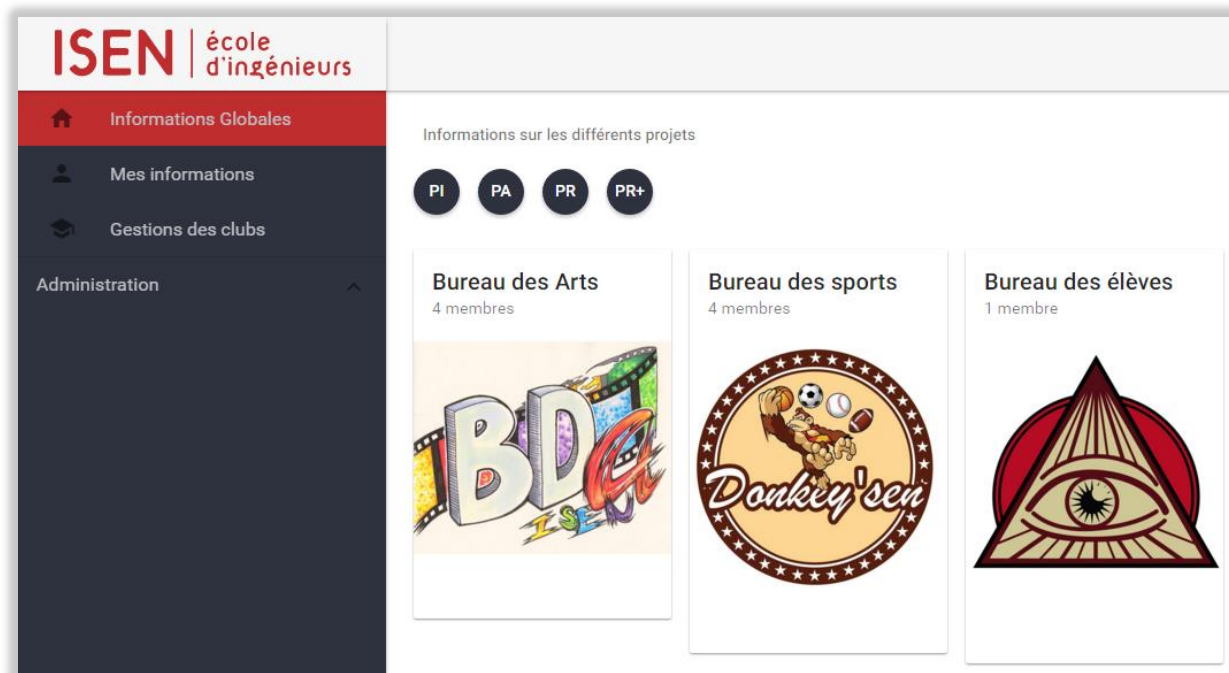 ISEN
école
d'ingénieurs
Informations Globales
Mes informations
Gestions des clubs
Administration
Informations sur les différents projets
PI
PA
PR
PR+
Bureau des Arts
4 membres
BDA
ISEN
Bureau des sports
4 membres
Donkey'sen
Bureau des élèves
1 membre